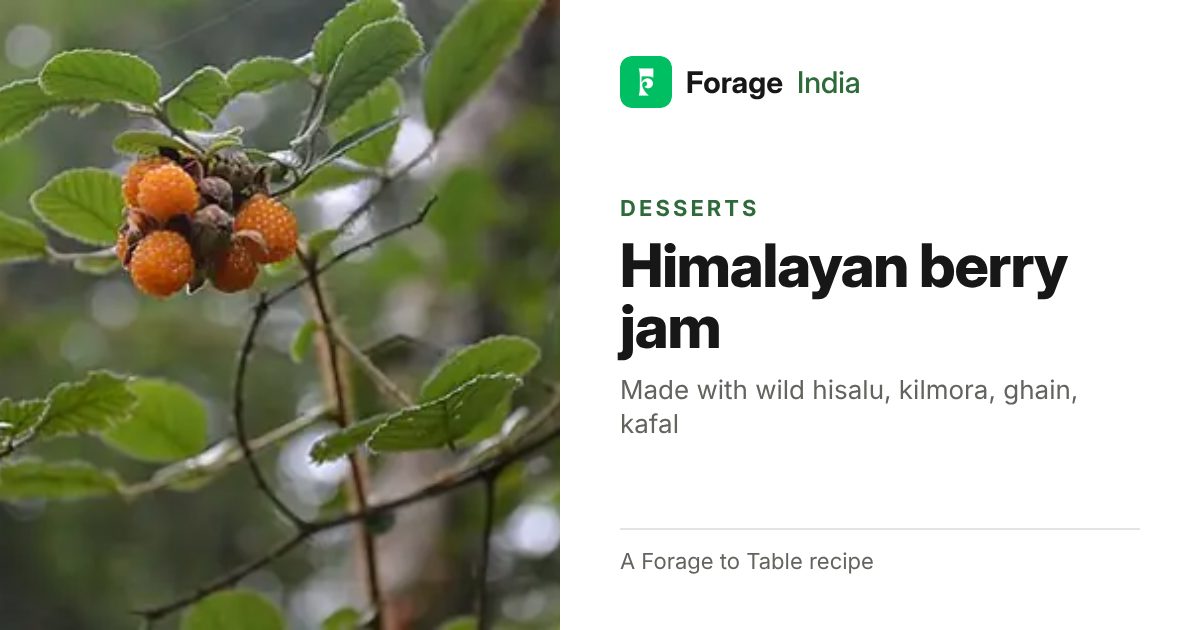 Forage India
DESSERTS
Himalayan berry
jam
Made with wild hisalu, kilmora, ghain,
kafal
A Forage to Table recipe